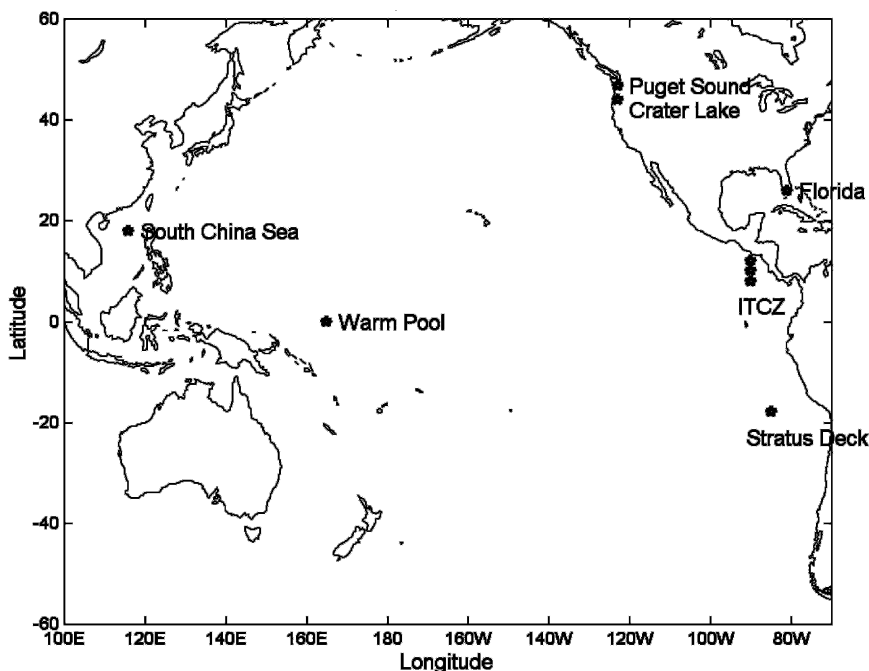 60
40
20
0
-20
-40
-60
Latitude
Puget Sound
Crater Lake
Florida
South China Sea
ITCZ
Warm Pool
Stratus Deck
100E 120E 140E 160E 180 160W 140W 120W 100W 80W
Longitude